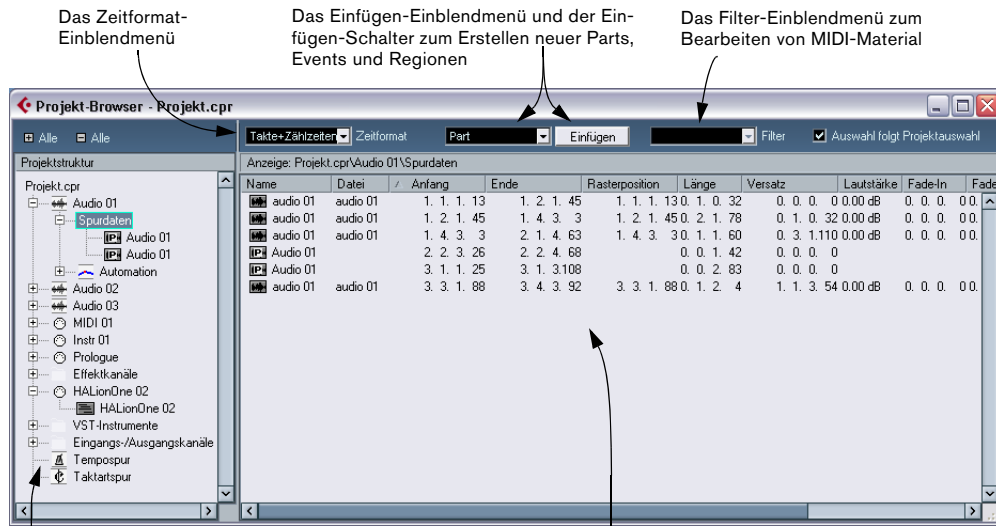 Das Zeitformat-
Einblendmenü
Das Einfügen-Einblendmenü und der Ein-
fügen-Schalter zum Erstellen neuer Parts,
Events und Regionen
Das Filter-Einblendmenü zum
Bearbeiten von MIDI-Material
Projekt-Browser - Projekt.cpr
Alle Alle
Takte+Zählzeiten Zeitformat Part Einfügen Filter Auswahl folgt Projektauswahl
Projektstruktur
Anzeige: Projekt.cpr\Audio 01\Spurdaten
Name Datei Anfang Ende Rasterposition Länge Versatz Lautstärke Fade-In Fade
audio 01 audio 01 1. 1. 1. 13 1. 2. 1. 45 1. 1. 1. 13 0. 1. 0. 32 0. 0. 0. 0 0.00 dB 0. 0. 0. 0 0.
audio 01 audio 01 1. 2. 1. 45 1. 4. 3. 3 1. 2. 1. 45 0. 2. 1. 78 0. 1. 0. 32 0.00 dB 0. 0. 0. 0 0.
audio 01 audio 01 1. 4. 3. 3 2. 1. 4. 63 1. 4. 3. 3 0. 1. 1. 60 0. 3. 1.110 0.00 dB 0. 0. 0. 0 0.
Audio 01 2. 2. 3. 26 2. 2. 4. 68 0. 0. 1. 42 0. 0. 0. 0
Audio 01 3. 1. 1. 25 3. 1. 3.108 0. 0. 2. 83 0. 0. 0. 0
audio 01 audio 01 3. 3. 1. 88 3. 4. 3. 92 3. 3. 1. 88 0. 1. 2. 4 1. 1. 3. 54 0.00 dB 0. 0. 0. 0 0.
Projekt.cpr
Audio 01
Spurdaten
Audio 01
Audio 01
Automation
Audio 02
Audio 03
MIDI 01
Instr 01
Prologue
Effektkanäle
HALionOne 02
HALionOne 02
VST-Instrumente
Eingangs-/Ausgangskanäle
Tempospur
Taktartspur